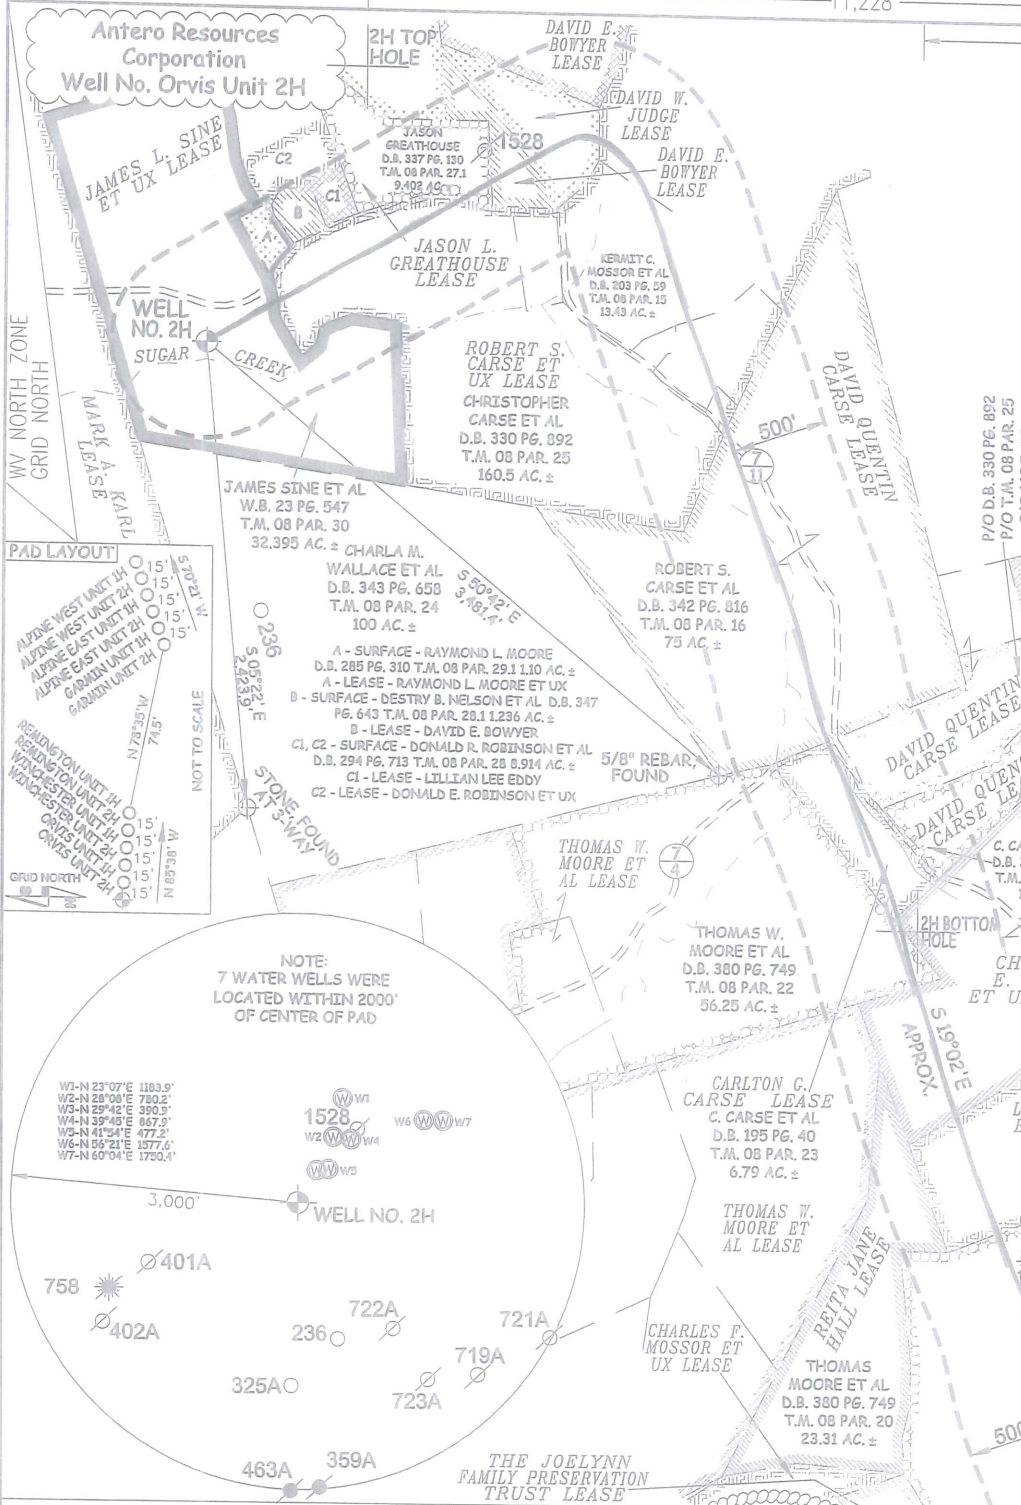 11,228
Antero Resources
Corporation
Well No. Orvis Unit 2H
2H TOP
HOLE
DAVID E.
BOWYER
LEASE
DAVID W.
JUDGE
LEASE
DAVID E.
BOWYER
LEASE
JAMES L. SINE
ET UX LEASE
C2
C1
B
A
JASON
GREATHOUSE
D.B. 337 PG. 130
T.M. 08 PAR. 27.1
9.402 AC.
1528
JASON L.
GREATHOUSE
LEASE
KERMIT C.
MOSSOR ET AL
D.B. 203 PG. 59
T.M. 08 PAR. 15
13.43 AC. ±
WELL
NO. 2H
SUGAR CREEK
WV NORTH ZONE
GRID NORTH
MARK A. KARL
LEASE
ROBERT S.
CARSE ET
UX LEASE
CHRISTOPHER
CARSE ET AL
D.B. 330 PG. 892
T.M. 08 PAR. 25
160.5 AC. ±
500'
7
11
DAVID QUENTIN
CARSE LEASE
P/O D.B. 330 PG. 892
P/O T.M. 08 PAR. 25
JAMES SINE ET AL
W.B. 23 PG. 547
T.M. 08 PAR. 30
32.395 AC. ±
CHARLA M.
WALLACE ET AL
D.B. 343 PG. 658
T.M. 08 PAR. 24
100 AC. ±
S 50°42' E
3,481.4'
ROBERT S.
CARSE ET AL
D.B. 342 PG. 816
T.M. 08 PAR. 16
75 AC. ±
PAD LAYOUT
ALPINE WEST UNIT 1H
ALPINE WEST UNIT 2H
ALPINE EAST UNIT 1H
ALPINE EAST UNIT 2H
GARMIN UNIT 1H
GARMIN UNIT 2H
15'
15'
15'
15'
15'
S 70°21' W
N 78°35' W
74.5'
NOT TO SCALE
REMINGTON UNIT 1H
REMINGTON UNIT 2H
WINCHESTER UNIT 1H
WINCHESTER UNIT 2H
ORVIS UNIT 1H
ORVIS UNIT 2H
15'
15'
15'
15'
15'
N 85°38' W
GRID NORTH
236
S 05°22' E
2,423.9'
STONE, FOUND
AT 3-WAY
A - SURFACE - RAYMOND L. MOORE
D.B. 285 PG. 310 T.M. 08 PAR. 29.1 1.10 AC. ±
A - LEASE - RAYMOND L. MOORE ET UX
B - SURFACE - DESTRY B. NELSON ET AL D.B. 347
PG. 643 T.M. 08 PAR. 28.1 1.236 AC. ±
B - LEASE - DAVID E. BOWYER
C1, C2 - SURFACE - DONALD R. ROBINSON ET AL
D.B. 294 PG. 713 T.M. 08 PAR. 28 8.914 AC. ±
C1 - LEASE - LILLIAN LEE EDDY
C2 - LEASE - DONALD E. ROBINSON ET UX
5/8" REBAR,
FOUND
DAVID QUENTIN
CARSE LEASE
DAVID QUEN
CARSE LE
THOMAS W.
MOORE ET
AL LEASE
7
4
2H BOTTOM
HOLE
THOMAS W.
MOORE ET AL
D.B. 380 PG. 749
T.M. 08 PAR. 22
56.25 AC. ±
S 19°02'E
APPROX.
NOTE:
7 WATER WELLS WERE
LOCATED WITHIN 2000'
OF CENTER OF PAD
W1-N 23°07'E 1183.9'
W2-N 28°08'E 780.2'
W3-N 29°42'E 390.9'
W4-N 39°45'E 867.9'
W5-N 41°54'E 477.2'
W6-N 56°21'E 1577.6'
W7-N 60°04'E 1750.4'
W W1
1528
W2 W W W4
W6 W W W7
W W W5
3,000'
WELL NO. 2H
CARLTON G.
CARSE LEASE
C. CARSE ET AL
D.B. 195 PG. 40
T.M. 08 PAR. 23
6.79 AC. ±
THOMAS W.
MOORE ET
AL LEASE
REITA JANE
HALL LEASE
401A
758
402A
722A
236
721A
719A
325A
723A
463A
359A
CHARLES F.
MOSSOR ET
UX LEASE
THOMAS
MOORE ET AL
D.B. 380 PG. 749
T.M. 08 PAR. 20
23.31 AC. ±
500
THE JOELYNN
FAMILY PRESERVATION
TRUST LEASE